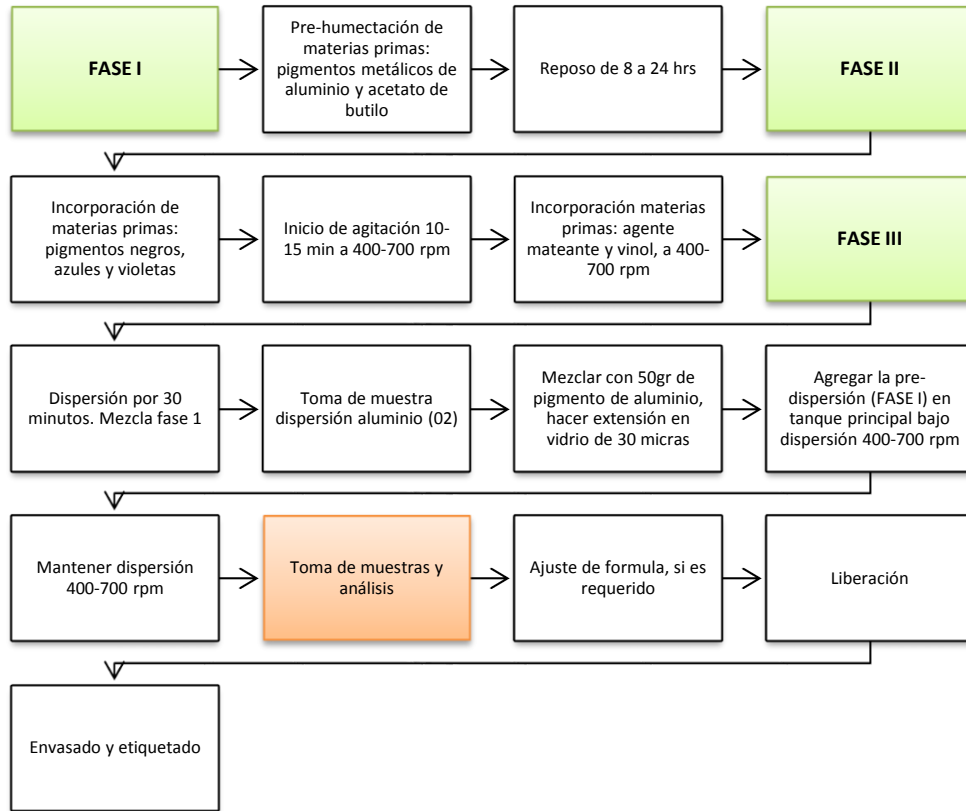 FASE I
Pre-humectación de
materias primas:
pigmentos metálicos de
aluminio y acetato de
butilo
Reposo de 8 a 24 hrs
FASE II
Incorporación de
materias primas:
pigmentos negros,
azules y violetas
Inicio de agitación 10-
15 min a 400-700 rpm
Incorporación materias
primas: agente
mateante y vinol, a 400-
700 rpm
FASE III
Dispersión por 30
minutos. Mezcla fase 1
Toma de muestra
dispersión aluminio (02)
Mezclar con 50gr de
pigmento de aluminio,
hacer extensión en
vidrio de 30 micras
Agregar la pre-
dispersión (FASE I) en
tanque principal bajo
dispersión 400-700 rpm
Mantener dispersión
400-700 rpm
Toma de muestras y
análisis
Ajuste de formula, si es
requerido
Liberación
Envasado y etiquetado